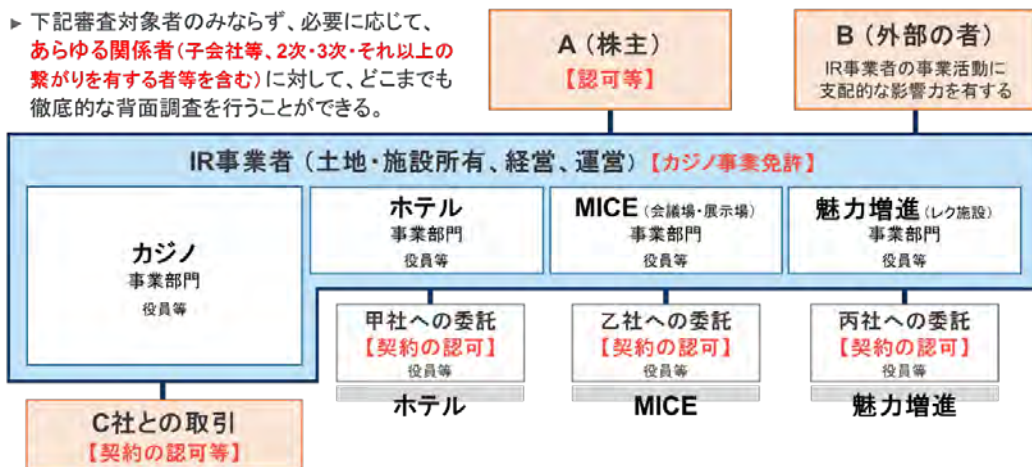 ▶ 下記審査対象者のみならず、必要に応じて、
あらゆる関係者(子会社等、2次・3次・それ以上の
繋がりを有する者等を含む)に対して、どこまでも
徹底的な背面調査を行うことができる。
A（株主）
【認可等】
B（外部の者）
IR事業者の事業活動に
支配的な影響力を有する
IR事業者（土地・施設所有、経営、運営）【カジノ事業免許】
カジノ
事業部門
役員等
ホテル
事業部門
役員等
MICE（会議場・展示場）
事業部門
役員等
魅力増進（レク施設）
事業部門
役員等
甲社への委託
【契約の認可】
役員等
ホテル
乙社への委託
【契約の認可】
役員等
MICE
丙社への委託
【契約の認可】
役員等
魅力増進
C社との取引
【契約の認可等】